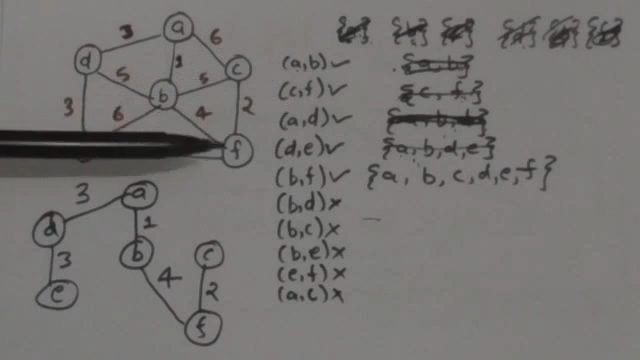 3
a
6
{a} {b} {c} {d} {e} {f}
d
1
(a,b)✓ {a,b}
5
5
c
(c,f)✓ {c, f}
3
b
6
4
2
(a,d)✓ {a,b,d}
f
(d,e)✓ {a,b,d,e}
(b,f)✓ {a, b, c, d, e, f}
3
a
(b,d)×
d
1
(b,c)×
b
c
(b,e)×
3
4
(e,f)×
e
2
(a,c)×
f